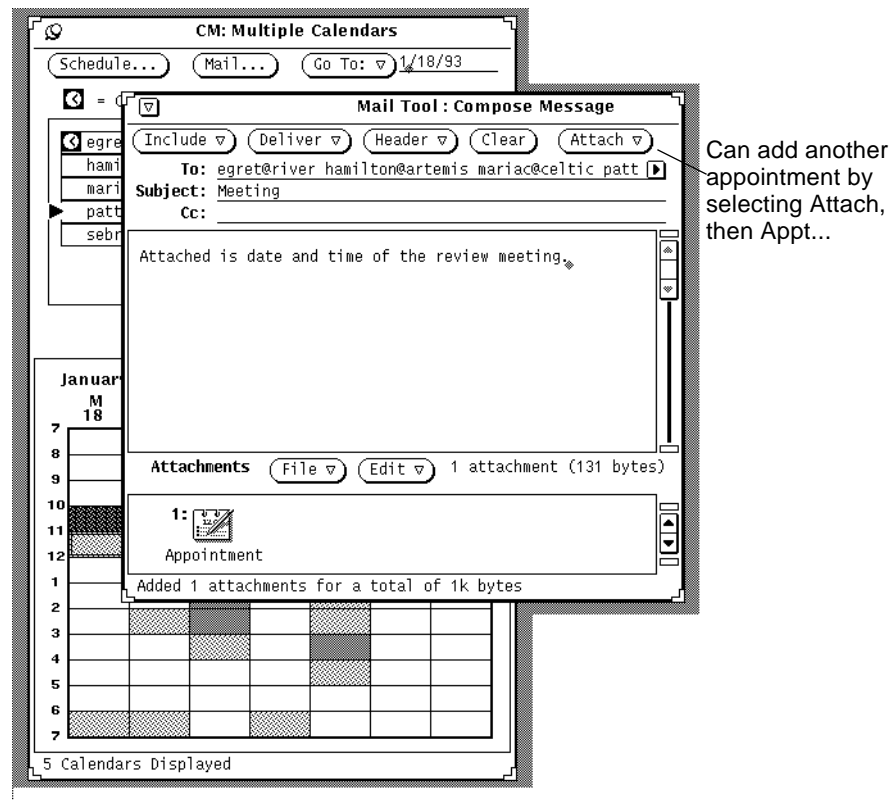 CM: Multiple Calendars
Schedule... Mail... Go To: 1/18/93
=
egre
hami
mari
patt
sebr
Mail Tool : Compose Message
Include Deliver Header Clear Attach
To: egret@river hamilton@artemis mariac@celtic patt
Subject: Meeting
Cc:
Attached is date and time of the review meeting.
Attachments File Edit 1 attachment (131 bytes)
1:
Appointment
Added 1 attachments for a total of 1k bytes
Can add another
appointment by
selecting Attach,
then Appt...
Januar
M
18
7
8
9
10
11
12
1
2
3
4
5
6
7
5 Calendars Displayed